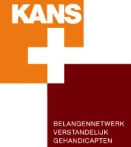 KANS
BELANGENNETWERK
VERSTANDELIJK
GEHANDICAPTEN